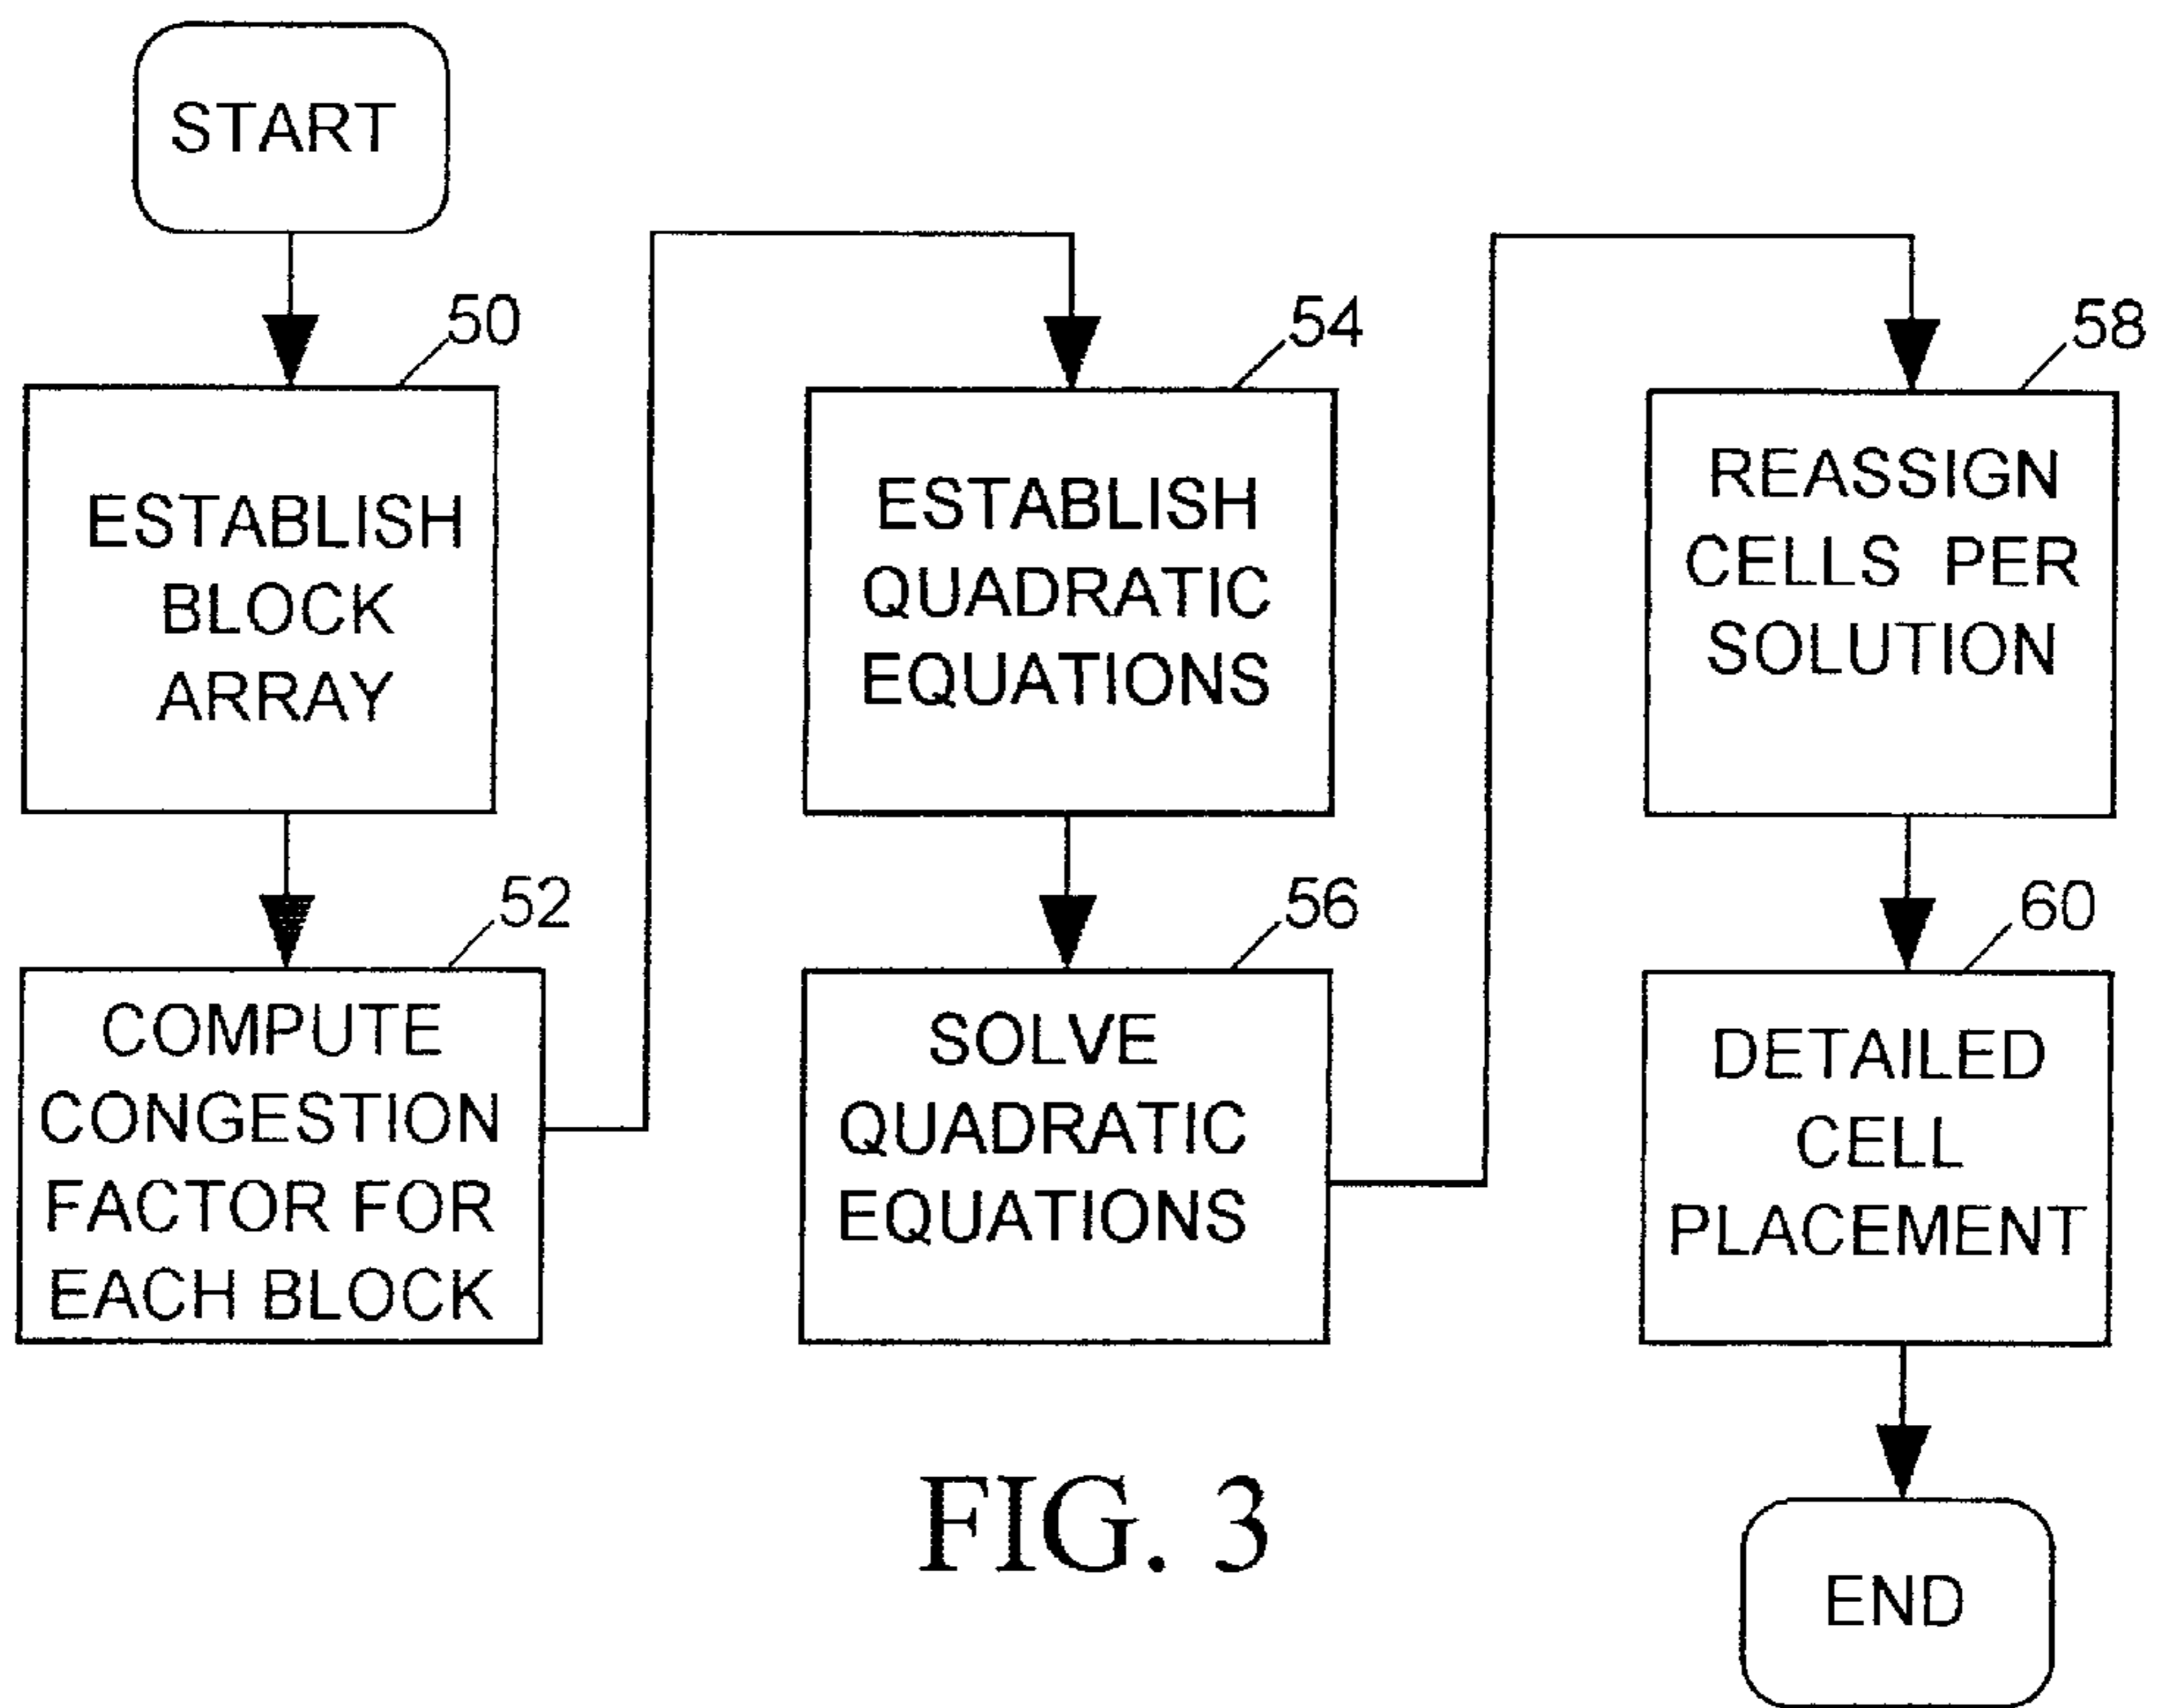 START
50
ESTABLISH
BLOCK
ARRAY
52
COMPUTE
CONGESTION
FACTOR FOR
EACH BLOCK
54
ESTABLISH
QUADRATIC
EQUATIONS
56
SOLVE
QUADRATIC
EQUATIONS
58
REASSIGN
CELLS PER
SOLUTION
60
DETAILED
CELL
PLACEMENT
END
FIG. 3